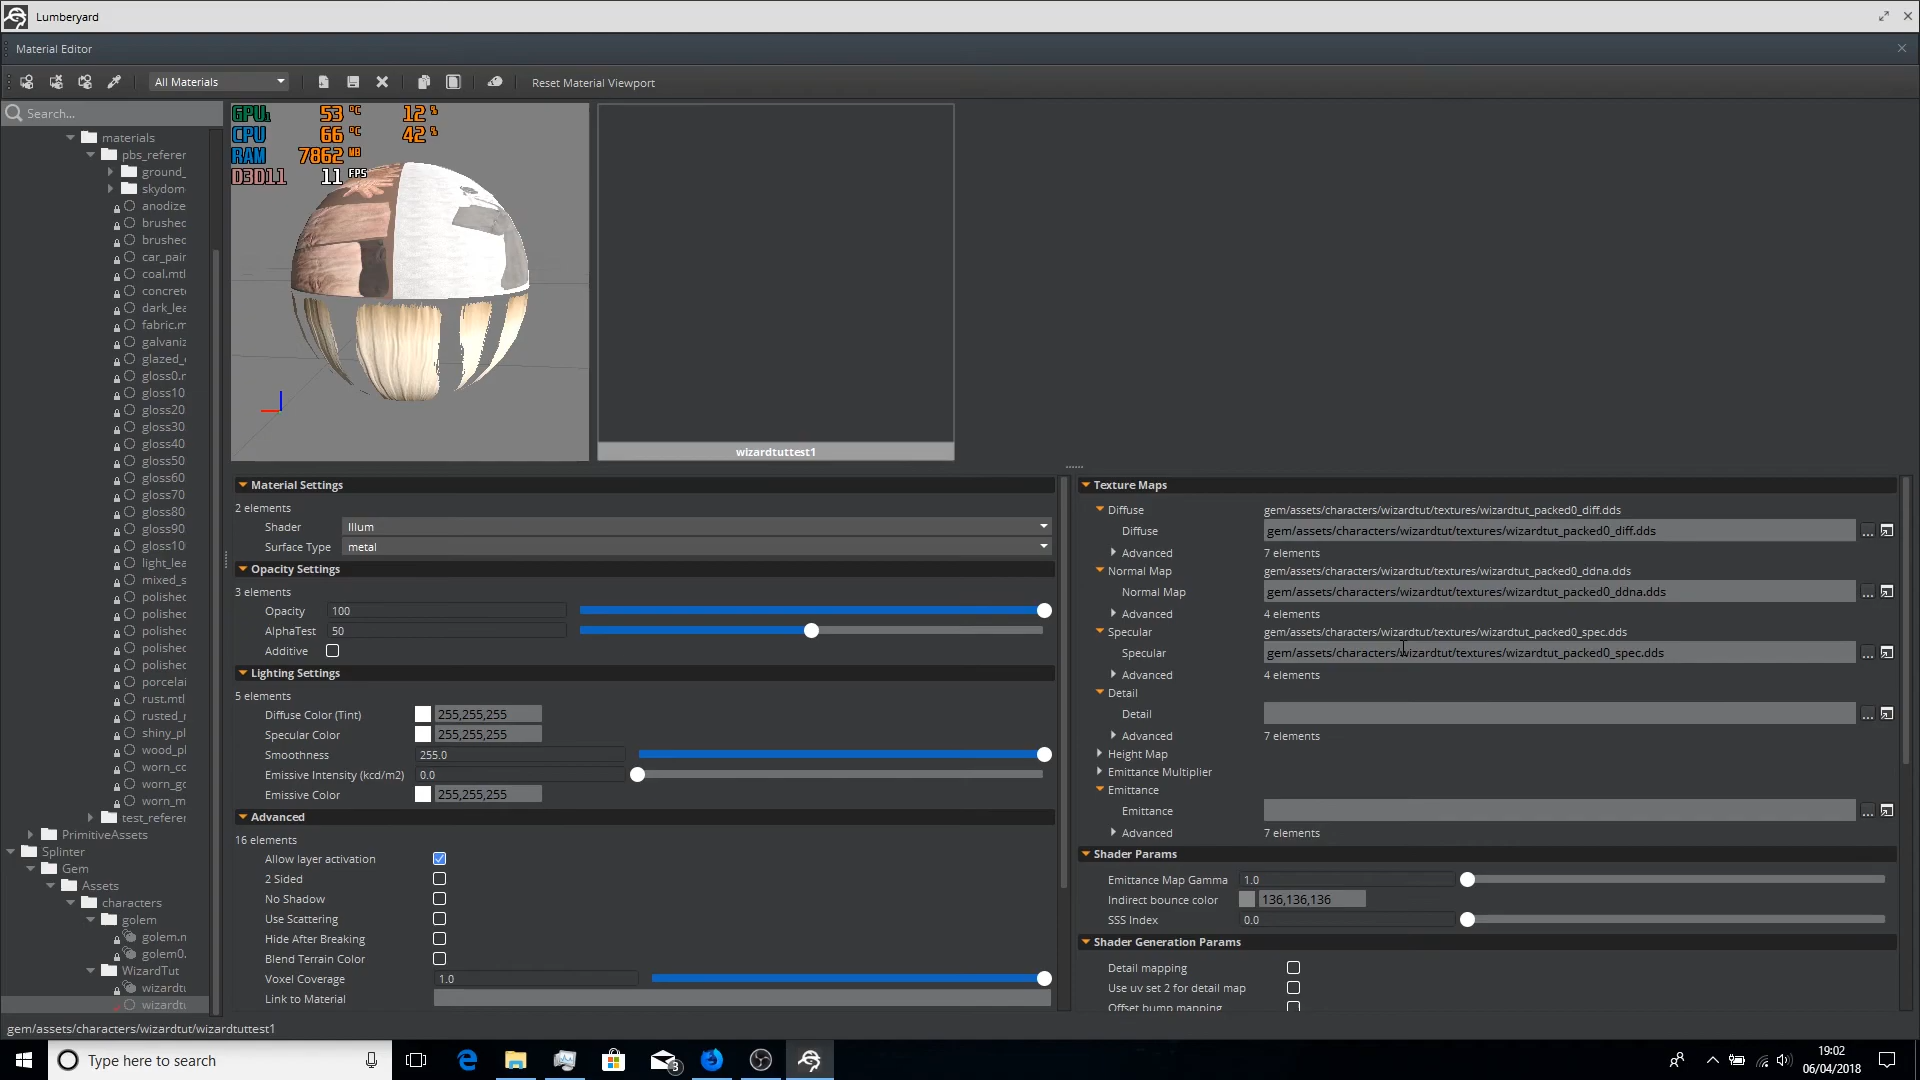 Lumberyard
Material Editor
All Materials
Reset Material Viewport
Search...
materials
pbs_referer
ground_
skydom
anodize
brushec
brushec
car_pair
coal.mtl
concrete
dark_lea
fabric.m
galvaniz
glazed_
gloss0.r
gloss10
gloss20
gloss30
gloss40
gloss50
gloss60
gloss70
gloss80
gloss90
gloss10
light_lea
mixed_s
polishec
polishec
polishec
polishec
porcelai
rust.mtl
rusted_r
shiny_pl
wood_pl
worn_cc
worn_gc
worn_m
test_referer
PrimitiveAssets
Splinter
Gem
Assets
characters
golem
golem.n
golem0.
WizardTut
wizardtu
wizardtu
GPU1 53 °C 12 %
CPU 66 °C 42 %
RAM 7862 MB
D3D11 11 FPS
wizardtuttest1
Material Settings
2 elements
Shader Illum
Surface Type metal
Opacity Settings
3 elements
Opacity 100
AlphaTest 50
Additive
Lighting Settings
5 elements
Diffuse Color (Tint) 255,255,255
Specular Color 255,255,255
Smoothness 255.0
Emissive Intensity (kcd/m2) 0.0
Emissive Color 255,255,255
Advanced
16 elements
Allow layer activation
2 Sided
No Shadow
Use Scattering
Hide After Breaking
Blend Terrain Color
Voxel Coverage 1.0
Link to Material
Texture Maps
Diffuse gem/assets/characters/wizardtut/textures/wizardtut_packed0_diff.dds
Diffuse gem/assets/characters/wizardtut/textures/wizardtut_packed0_diff.dds ...
Advanced 7 elements
Normal Map gem/assets/characters/wizardtut/textures/wizardtut_packed0_ddna.dds
Normal Map gem/assets/characters/wizardtut/textures/wizardtut_packed0_ddna.dds ...
Advanced 4 elements
Specular gem/assets/characters/wizardtut/textures/wizardtut_packed0_spec.dds
Specular gem/assets/characters/wizardtut/textures/wizardtut_packed0_spec.dds ...
Advanced 4 elements
Detail
Detail ...
Advanced 7 elements
Height Map
Emittance Multiplier
Emittance
Emittance ...
Advanced 7 elements
Shader Params
Emittance Map Gamma 1.0
Indirect bounce color 136,136,136
SSS Index 0.0
Shader Generation Params
Detail mapping
Use uv set 2 for detail map
Offset bump mapping
gem/assets/characters/wizardtut/wizardtuttest1
Type here to search
3
19:02
06/04/2018